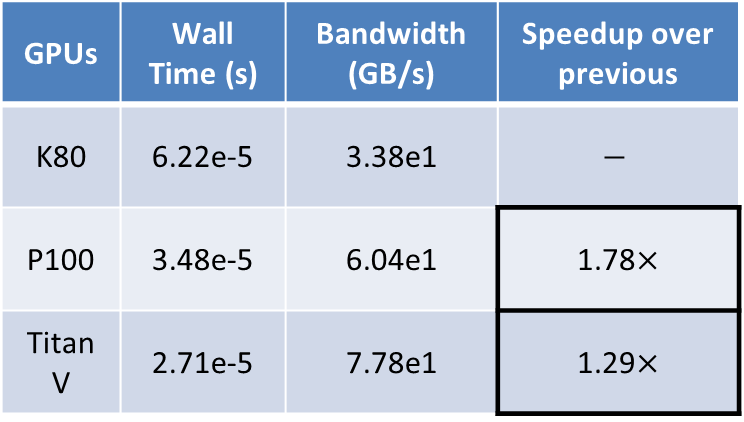 GPUs Wall Time (s) Bandwidth (GB/s) Speedup over previous
K80 6.22e-5 3.38e1 —
P100 3.48e-5 6.04e1 1.78×
Titan V 2.71e-5 7.78e1 1.29×